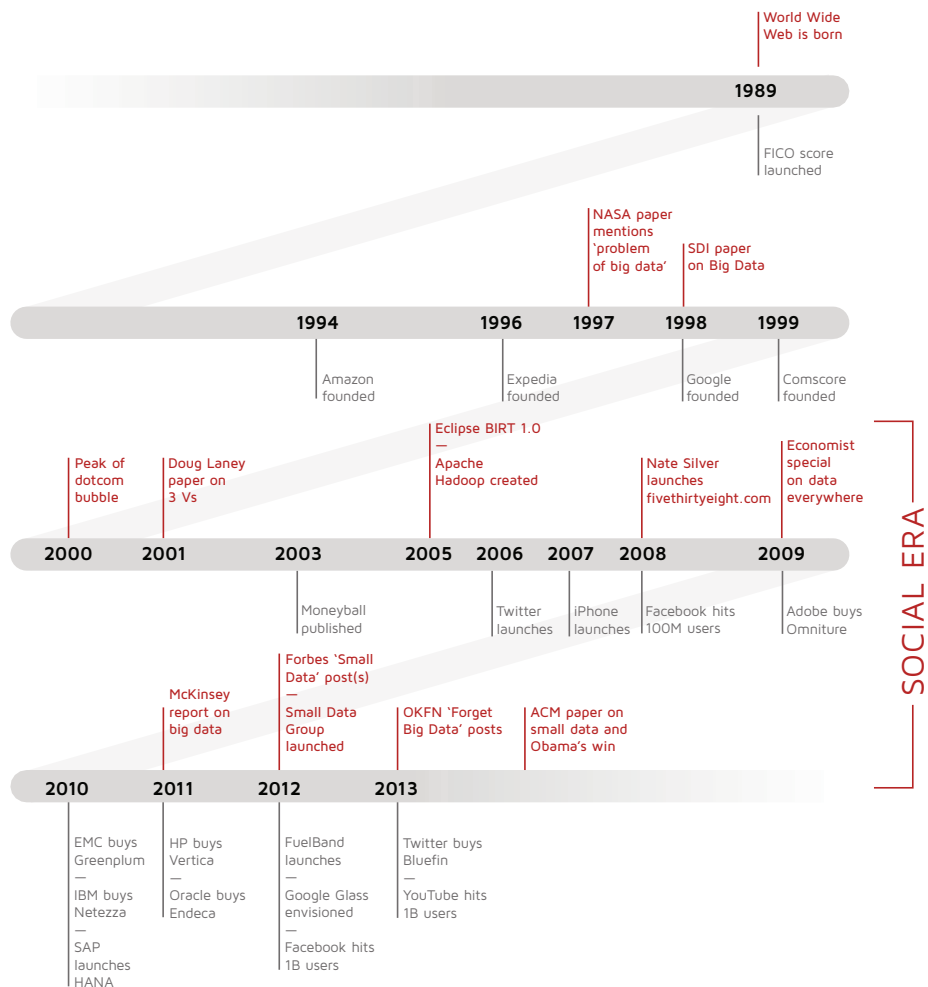 World Wide
Web is born
1989
FICO score
launched
NASA paper
mentions
‘problem
of big data’
SDI paper
on Big Data
1994
1996
1997
1998
1999
Amazon
founded
Expedia
founded
Google
founded
Comscore
founded
Peak of
dotcom
bubble
Doug Laney
paper on
3 Vs
Eclipse BIRT 1.0
—
Apache
Hadoop created
Nate Silver
launches
fivethirtyeight.com
Economist
special
on data
everywhere
2000
2001
2003
2005
2006
2007
2008
2009
Moneyball
published
Twitter
launches
iPhone
launches
Facebook hits
100M users
Adobe buys
Omniture
SOCIAL ERA
McKinsey
report on
big data
Forbes ‘Small
Data’ post(s)
—
Small Data
Group
launched
OKFN ‘Forget
Big Data’ posts
ACM paper on
small data and
Obama’s win
2010
2011
2012
2013
EMC buys
Greenplum
—
IBM buys
Netezza
—
SAP
launches
HANA
HP buys
Vertica
—
Oracle buys
Endeca
FuelBand
launches
—
Google Glass
envisioned
—
Facebook hits
1B users
Twitter buys
Bluefin
—
YouTube hits
1B users